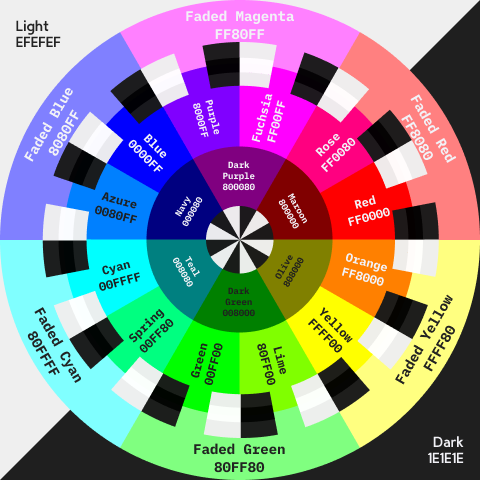 Light
EFEFEF
Faded Magenta
FF80FF
Faded Red
FF8080
Faded Yellow
FFFF80
Faded Green
80FF80
Faded Cyan
80FFFF
Faded Blue
8080FF
Purple
8000FF
Fuchsia
FF00FF
Rose
FF0080
Red
FF0000
Orange
FF8000
Yellow
FFFF00
Lime
80FF00
Green
00FF00
Spring
00FF80
Cyan
00FFFF
Azure
0080FF
Blue
0000FF
Dark
Purple
800080
Maroon
800000
Olive
808000
Dark
Green
008000
Teal
008080
Navy
000080
Dark
1E1E1E